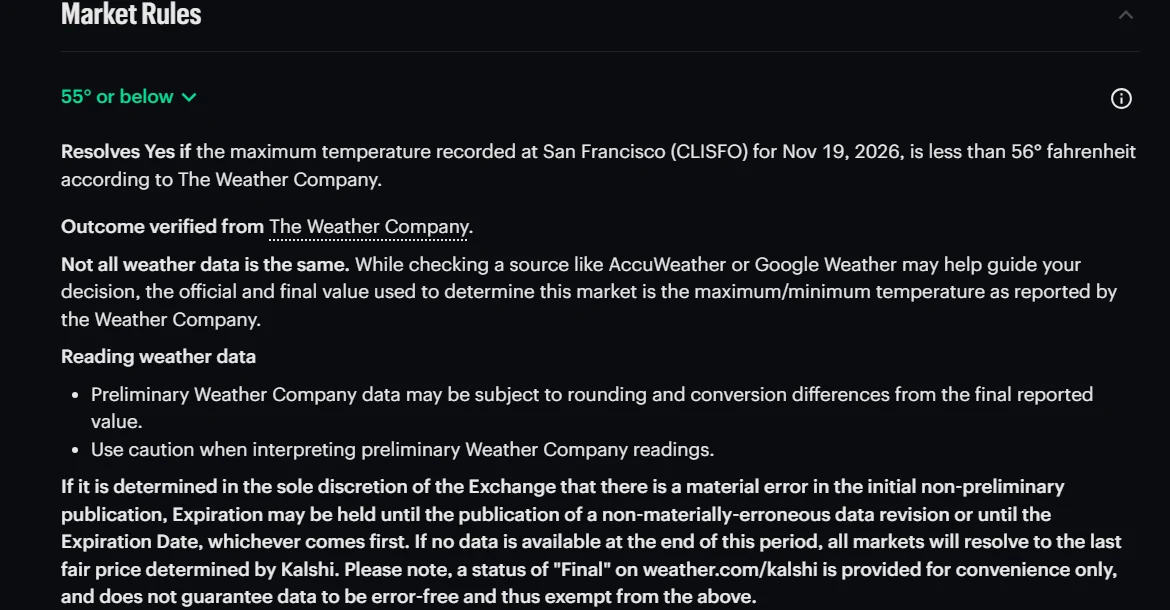 Market Rules
55° or below
Resolves Yes if the maximum temperature recorded at San Francisco (CLISFO) for Nov 19, 2026, is less than 56° fahrenheit
according to The Weather Company.
Outcome verified from The Weather Company.
Not all weather data is the same. While checking a source like AccuWeather or Google Weather may help guide your
decision, the official and final value used to determine this market is the maximum/minimum temperature as reported by
the Weather Company.
Reading weather data
• Preliminary Weather Company data may be subject to rounding and conversion differences from the final reported
value.
• Use caution when interpreting preliminary Weather Company readings.
If it is determined in the sole discretion of the Exchange that there is a material error in the initial non-preliminary
publication, Expiration may be held until the publication of a non-materially-erroneous data revision or until the
Expiration Date, whichever comes first. If no data is available at the end of this period, all markets will resolve to the last
fair price determined by Kalshi. Please note, a status of "Final" on weather.com/kalshi is provided for convenience only,
and does not guarantee data to be error-free and thus exempt from the above.